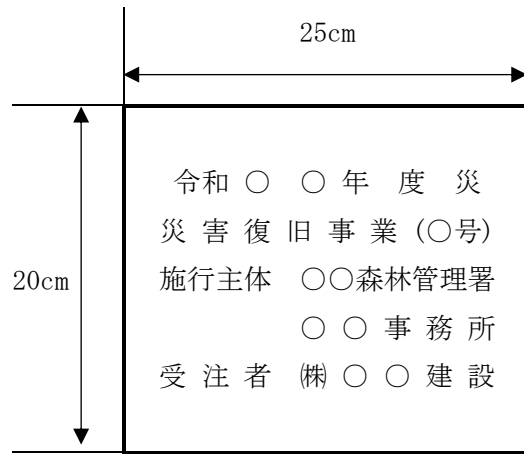 25cm
令和 ○ ○ 年 度 災
災 害 復 旧 事 業 (○号)
施行主体 ○○森林管理署
20cm
○ ○ 事 務 所
受 注 者 ㈱ ○ ○ 建 設